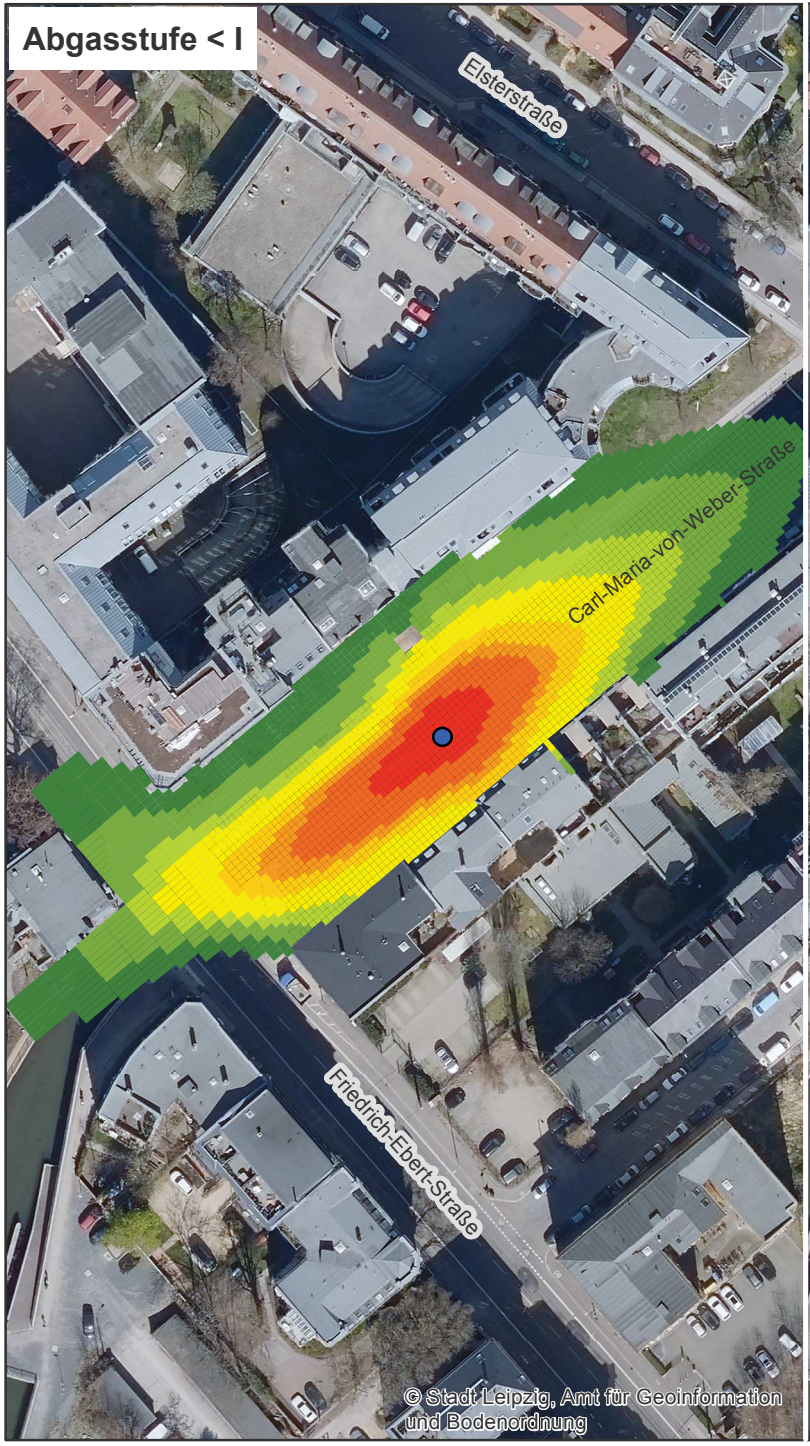 Abgasstufe < I
Elsterstraße
Carl-Maria-von-Weber-Straße
Friedrich-Ebert-Straße
© Stadt Leipzig, Amt für Geoinformation
und Bodenordnung